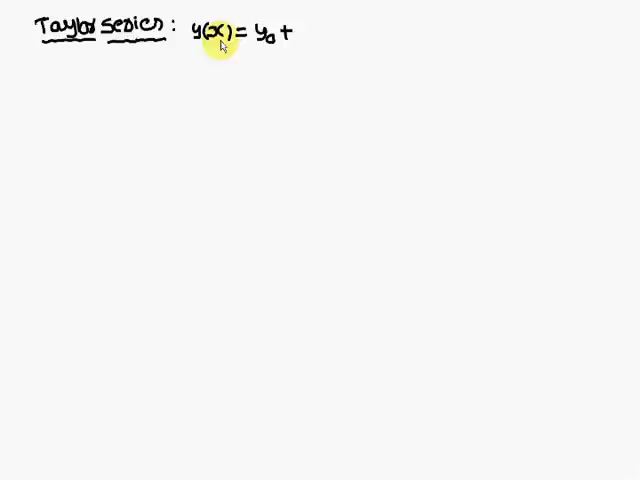 Taylor series : y(x) = y₀ +